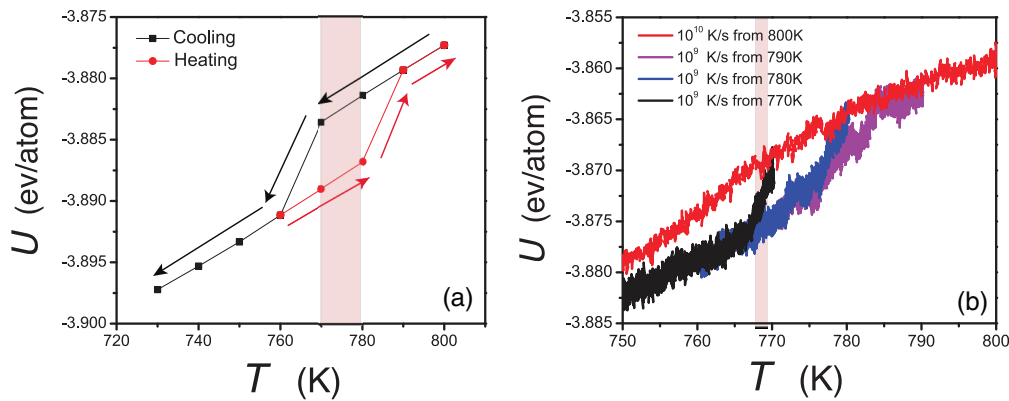 -3.875
-3.880
-3.885
-3.890
-3.895
-3.900
U (ev/atom)
Cooling
Heating
(a)
720 740 760 780 800
T (K)
-3.855
-3.860
-3.865
-3.870
-3.875
-3.880
-3.885
U (ev/atom)
10¹⁰ K/s from 800K
10⁹ K/s from 790K
10⁹ K/s from 780K
10⁹ K/s from 770K
(b)
750 760 770 780 790 800
T (K)